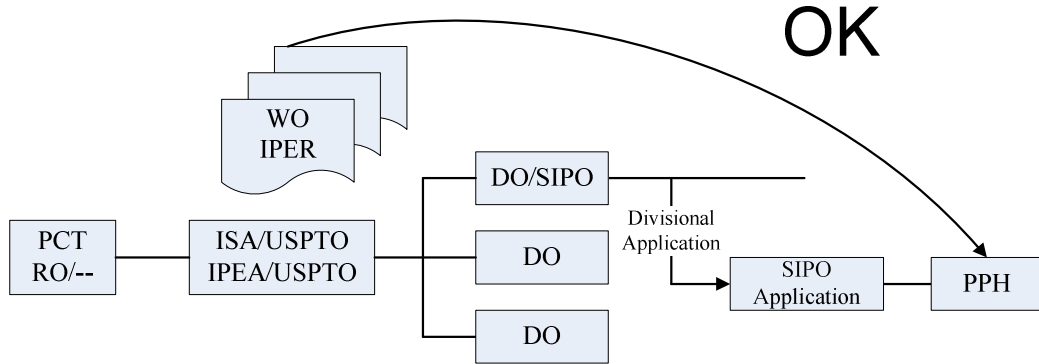 OK
WO
IPER
DO/SIPO
Divisional
Application
PCT
RO/--
ISA/USPTO
IPEA/USPTO
DO
SIPO
Application
PPH
DO